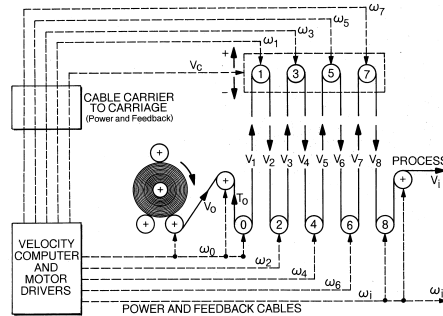 ω7
ω5
ω3
ω1
+
Vc
-
1 3 5 7
CABLE CARRIER
TO CARRIAGE
(Power and Feedback)
+
+
+ +
+
Vo
To
V1 V2 V3 V4 V5 V6 V7 V8
PROCESS
Vi
+
0 2 4 6 8
VELOCITY
COMPUTER
AND
MOTOR
DRIVERS
ω0
ω2
ω4
ω6
ωi
ωi
POWER AND FEEDBACK CABLES